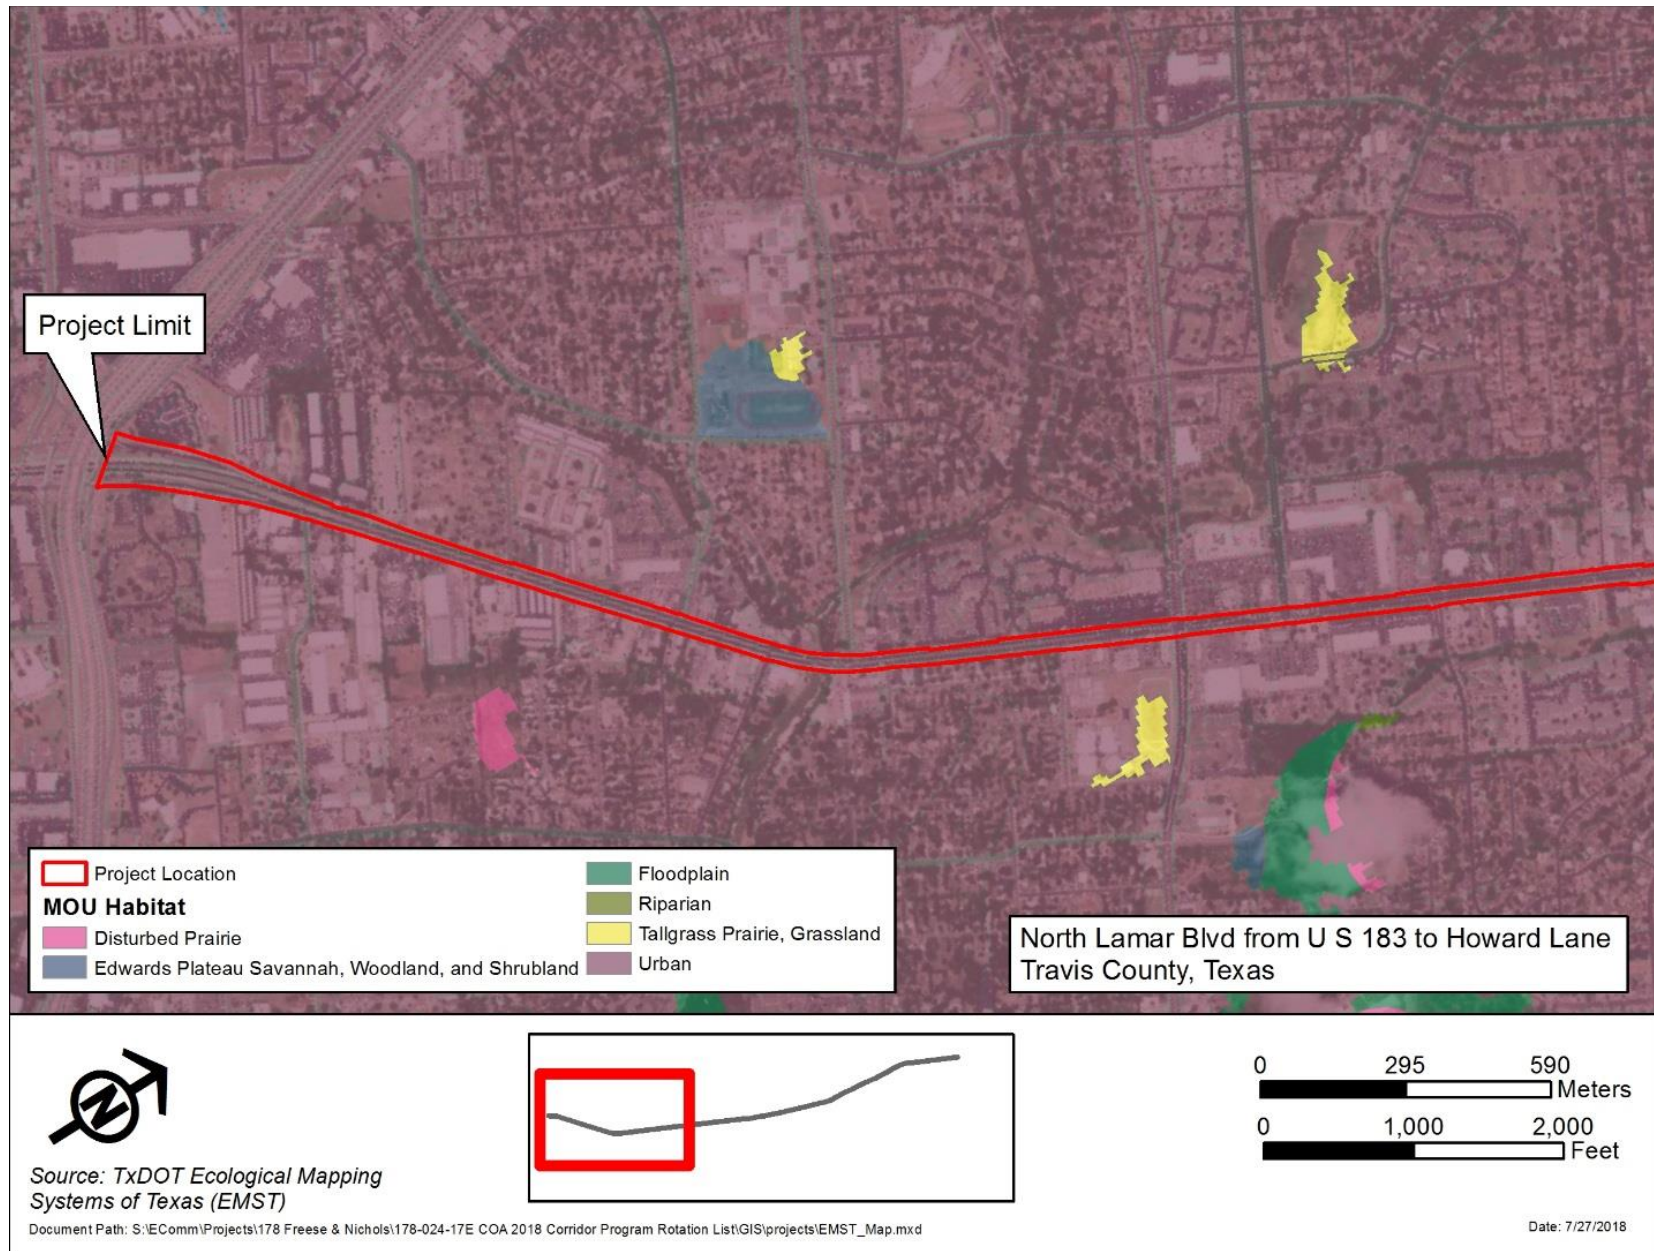 Project Limit
Project Location
MOU Habitat
Disturbed Prairie
Edwards Plateau Savannah, Woodland, and Shrubland
Floodplain
Riparian
Tallgrass Prairie, Grassland
Urban
North Lamar Blvd from U S 183 to Howard Lane
Travis County, Texas
N
Source: TxDOT Ecological Mapping
Systems of Texas (EMST)
0 295 590
Meters
0 1,000 2,000
Feet
Document Path: S:\EComm\Projects\178 Freese & Nichols\178-024-17E COA 2018 Corridor Program Rotation List\GIS\projects\EMST_Map.mxd
Date: 7/27/2018